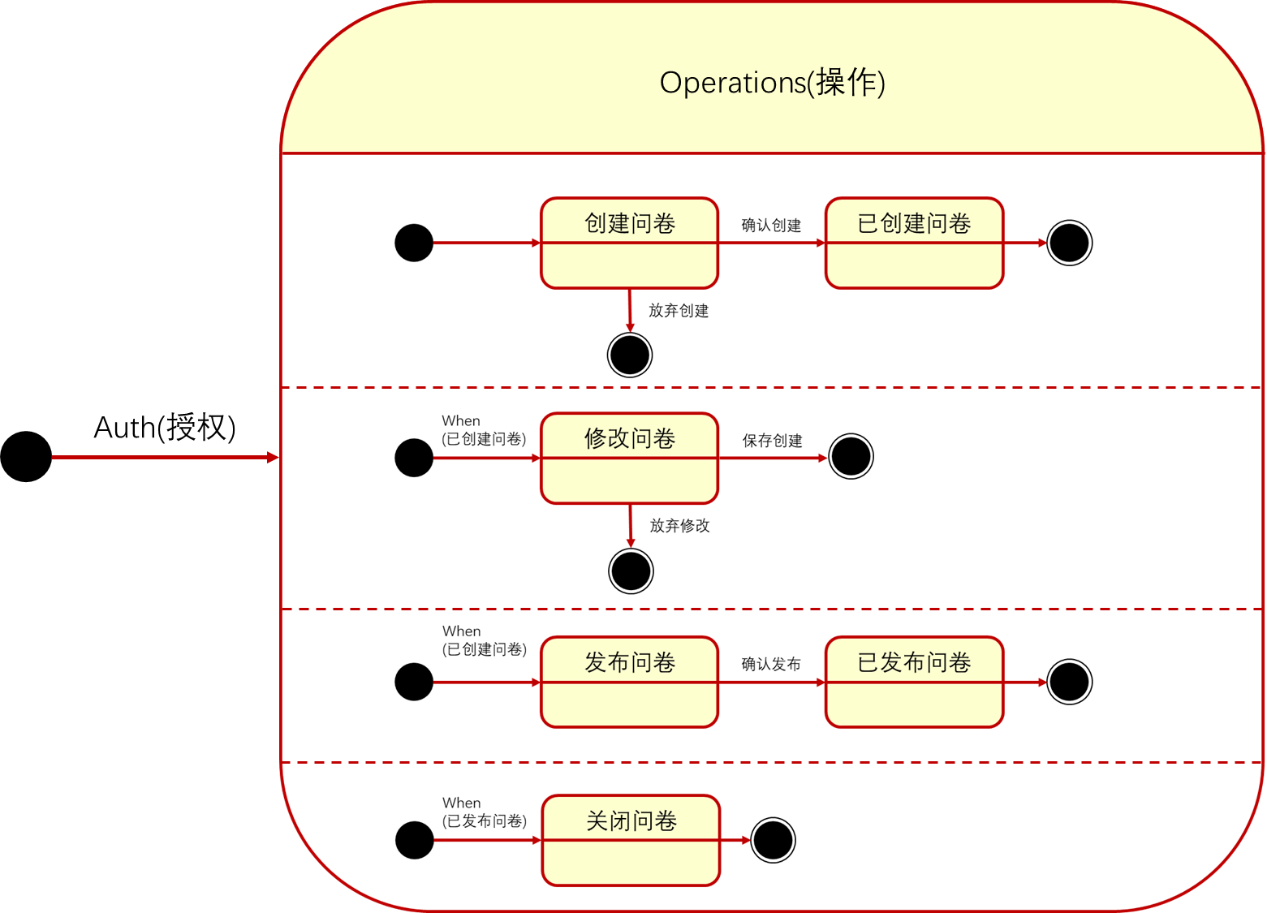 Operations(操作)
创建问卷
确认创建
已创建问卷
放弃创建
Auth(授权)
When
(已创建问卷)
修改问卷
保存创建
放弃修改
When
(已创建问卷)
发布问卷
确认发布
已发布问卷
When
(已发布问卷)
关闭问卷